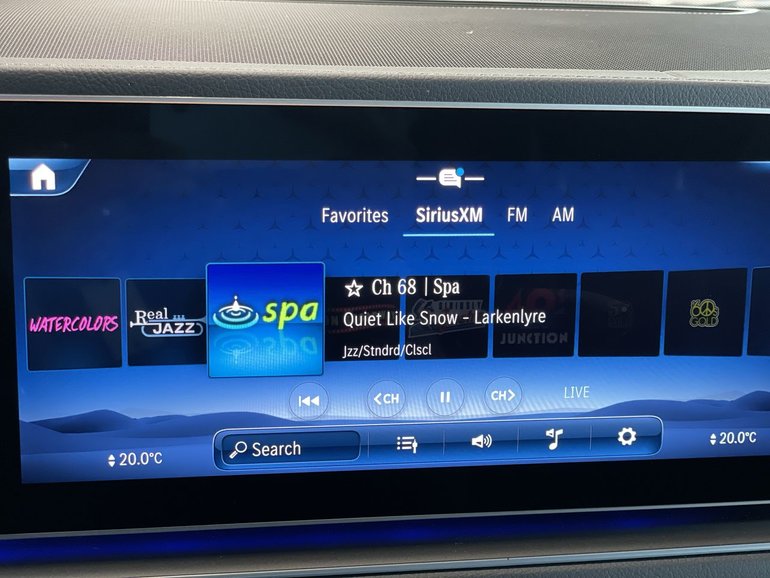 Favorites SiriusXM FM AM
WATERCOLORS
Real
JAZZ
spa
☆ Ch 68 | Spa
Quiet Like Snow - Larkenlyre
Jzz/Stndrd/Clscl
JUNCTION
60s
GOLD
<CH
CH>
LIVE
20.0°C
Search
20.0°C